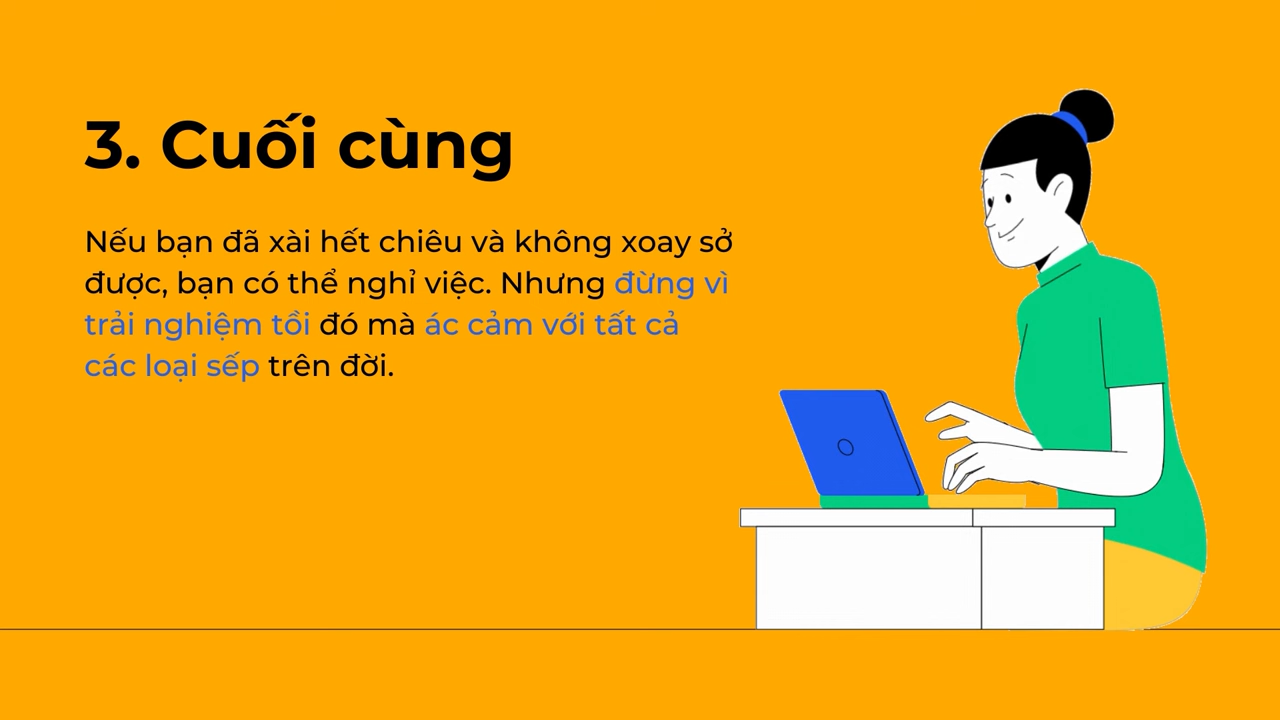 3. Cuối cùng
Nếu bạn đã xài hết chiêu và không xoay sở
được, bạn có thể nghỉ việc. Nhưng đừng vì
trải nghiệm tồi đó mà ác cảm với tất cả
các loại sếp trên đời.